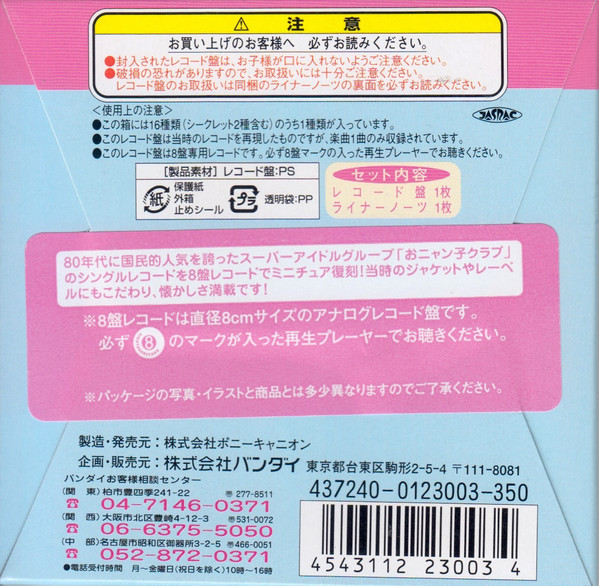 注 意
お買い上げのお客様へ 必ずお読みください。
●封入されたレコード盤は、お子様が口に入れないようご注意ください。
●破損の恐れがありますので、お取扱いには十分ご注意ください。
レコード盤のお取扱いは同梱のライナーノーツの裏面を必ずお読みください。
<使用上の注意>
●この箱には16種類(シークレット2種含む)のうち1種類が入っています。
●このレコード盤は当時のレコードを再現したものですが、楽曲1曲のみ収録されています。
●このレコード盤は8盤専用レコードです。必ず8盤マークの入った再生プレーヤーでお聴きください。
JASRAC
[製品素材] レコード盤:PS
紙 保護紙
外箱
止めシール
プラ 透明袋:PP
セット内容
レコード盤 1枚
ライナーノーツ 1枚
80年代に国民的人気を誇ったスーパーアイドルグループ「おニャン子クラブ」
のシングルレコードを8盤レコードでミニチュア復刻!当時のジャケットやレーベ
ルにもこだわり、懐かしさ満載です!
※8盤レコードは直径8cmサイズのアナログレコード盤です。
必ず 8 のマークが入った再生プレーヤーでお聴きください。
※パッケージの写真・イラストと商品とは多少異なりますのでご了承ください。
製造・発売元:株式会社ポニーキャニオン
企画・販売元:株式会社バンダイ 東京都台東区駒形2-5-4 〒111-8081
バンダイお客様相談センター
(関 東)柏市豊四季241-22 〠277-8511
☎ 04-7146-0371
(関 西)大阪市北区豊崎4-12-3 〠531-0072
☎ 06-6375-5050
(中 部)名古屋市昭和区御器所3-2-5 〠466-0051
☎ 052-872-0371
●電話受付時間 月〜金曜日(祝日を除く)10〜16時
437240-0123003-350
4 543112 230034